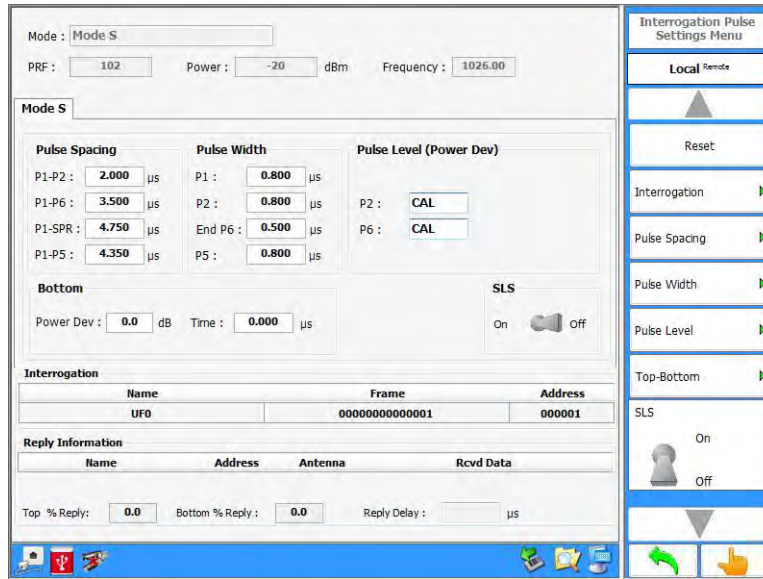 Mode : Mode S
PRF : 102 Power : -20 dBm Frequency : 1026.00
Mode S
Pulse Spacing Pulse Width Pulse Level (Power Dev)
P1-P2 : 2.000 µs P1 : 0.800 µs
P1-P6 : 3.500 µs P2 : 0.800 µs P2 : CAL
P1-SPR : 4.750 µs End P6 : 0.500 µs P6 : CAL
P1-P5 : 4.350 µs P5 : 0.800 µs
Bottom SLS
Power Dev : 0.0 dB Time : 0.000 µs On Off
Interrogation
Name Frame Address
UF0 00000000000001 000001
Reply Information
Name Address Antenna Rcvd Data
Top % Reply: 0.0 Bottom % Reply : 0.0 Reply Delay : µs
Interrogation Pulse
Settings Menu
Local Remote
Reset
Interrogation
Pulse Spacing
Pulse Width
Pulse Level
Top-Bottom
SLS
On
Off